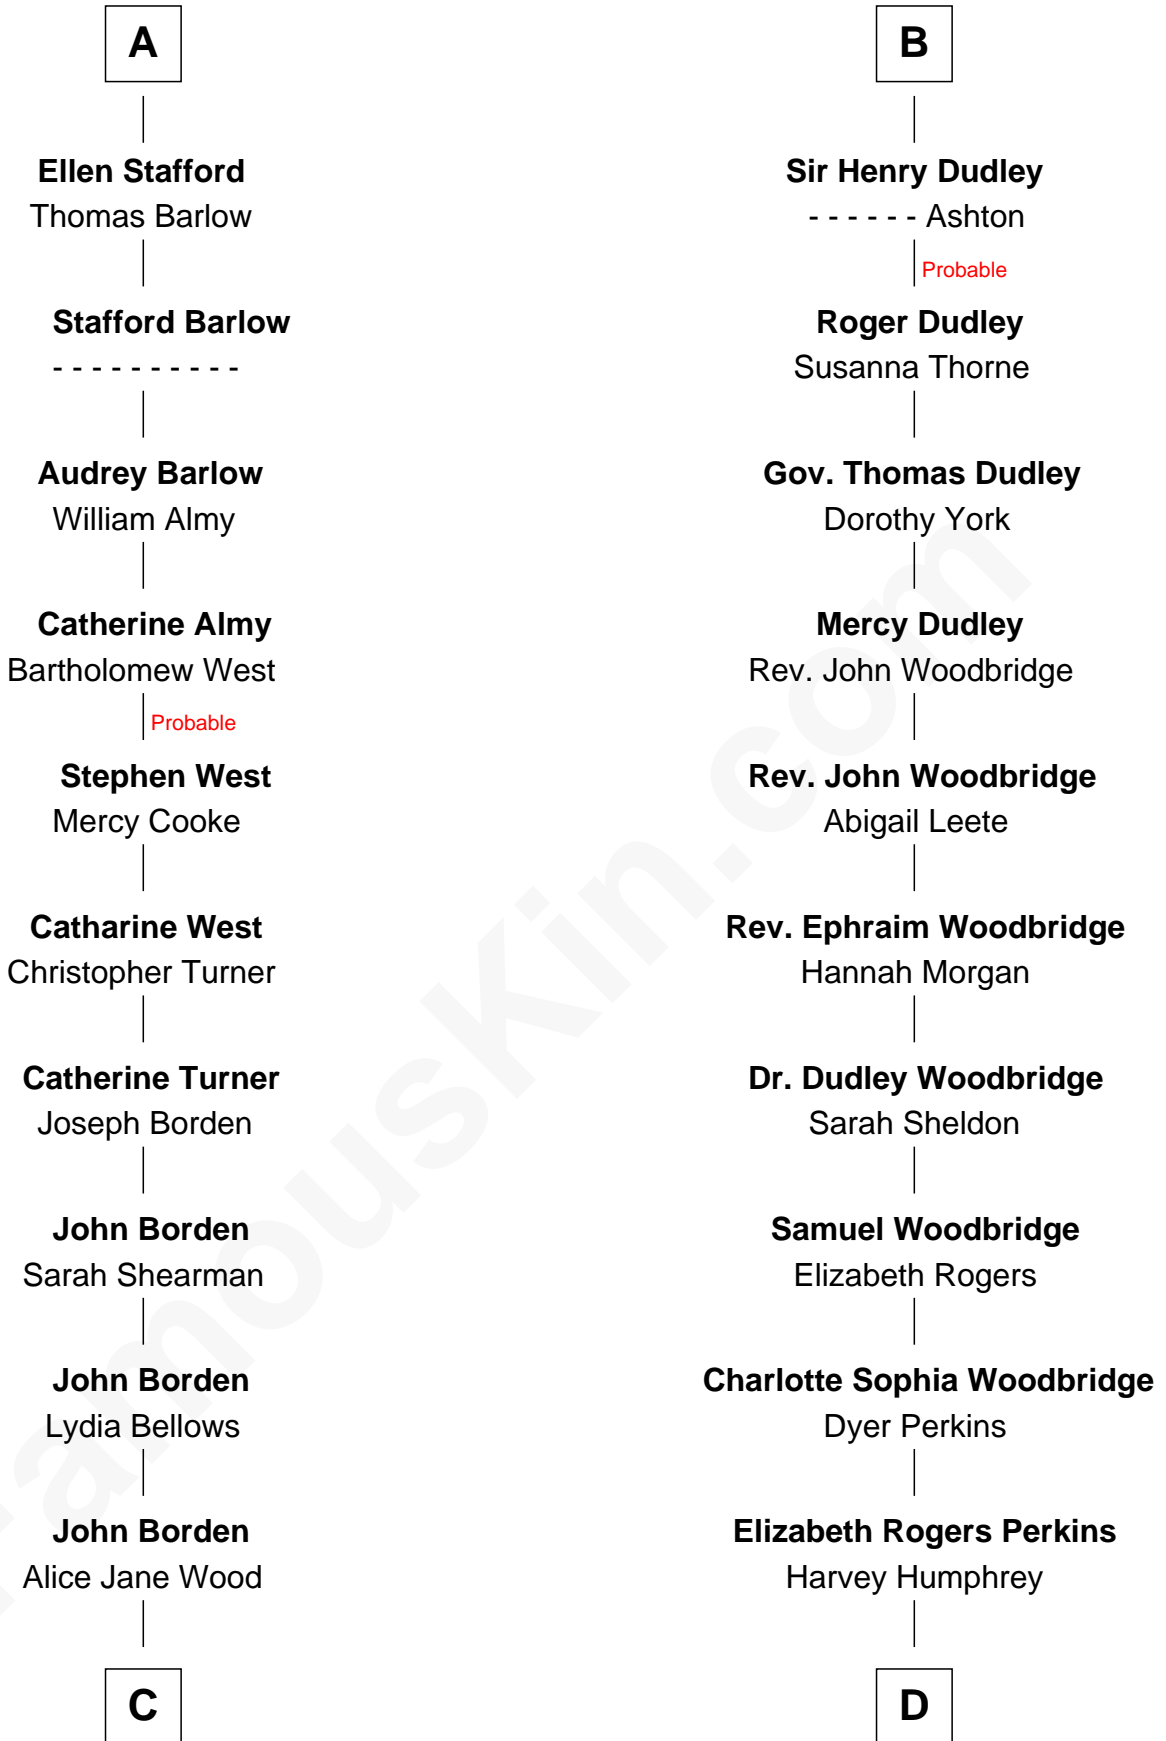 A
Ellen Stafford
Thomas Barlow
Stafford Barlow
- - - - - - - - - -
Audrey Barlow
William Almy
Catherine Almy
Bartholomew West
Probable
Stephen West
Mercy Cooke
Catharine West
Christopher Turner
Catherine Turner
Joseph Borden
John Borden
Sarah Shearman
John Borden
Lydia Bellows
John Borden
Alice Jane Wood
C
B
Sir Henry Dudley
- - - - - - Ashton
Probable
Roger Dudley
Susanna Thorne
Gov. Thomas Dudley
Dorothy York
Mercy Dudley
Rev. John Woodbridge
Rev. John Woodbridge
Abigail Leete
Rev. Ephraim Woodbridge
Hannah Morgan
Dr. Dudley Woodbridge
Sarah Sheldon
Samuel Woodbridge
Elizabeth Rogers
Charlotte Sophia Woodbridge
Dyer Perkins
Elizabeth Rogers Perkins
Harvey Humphrey
D
FamousKin.com